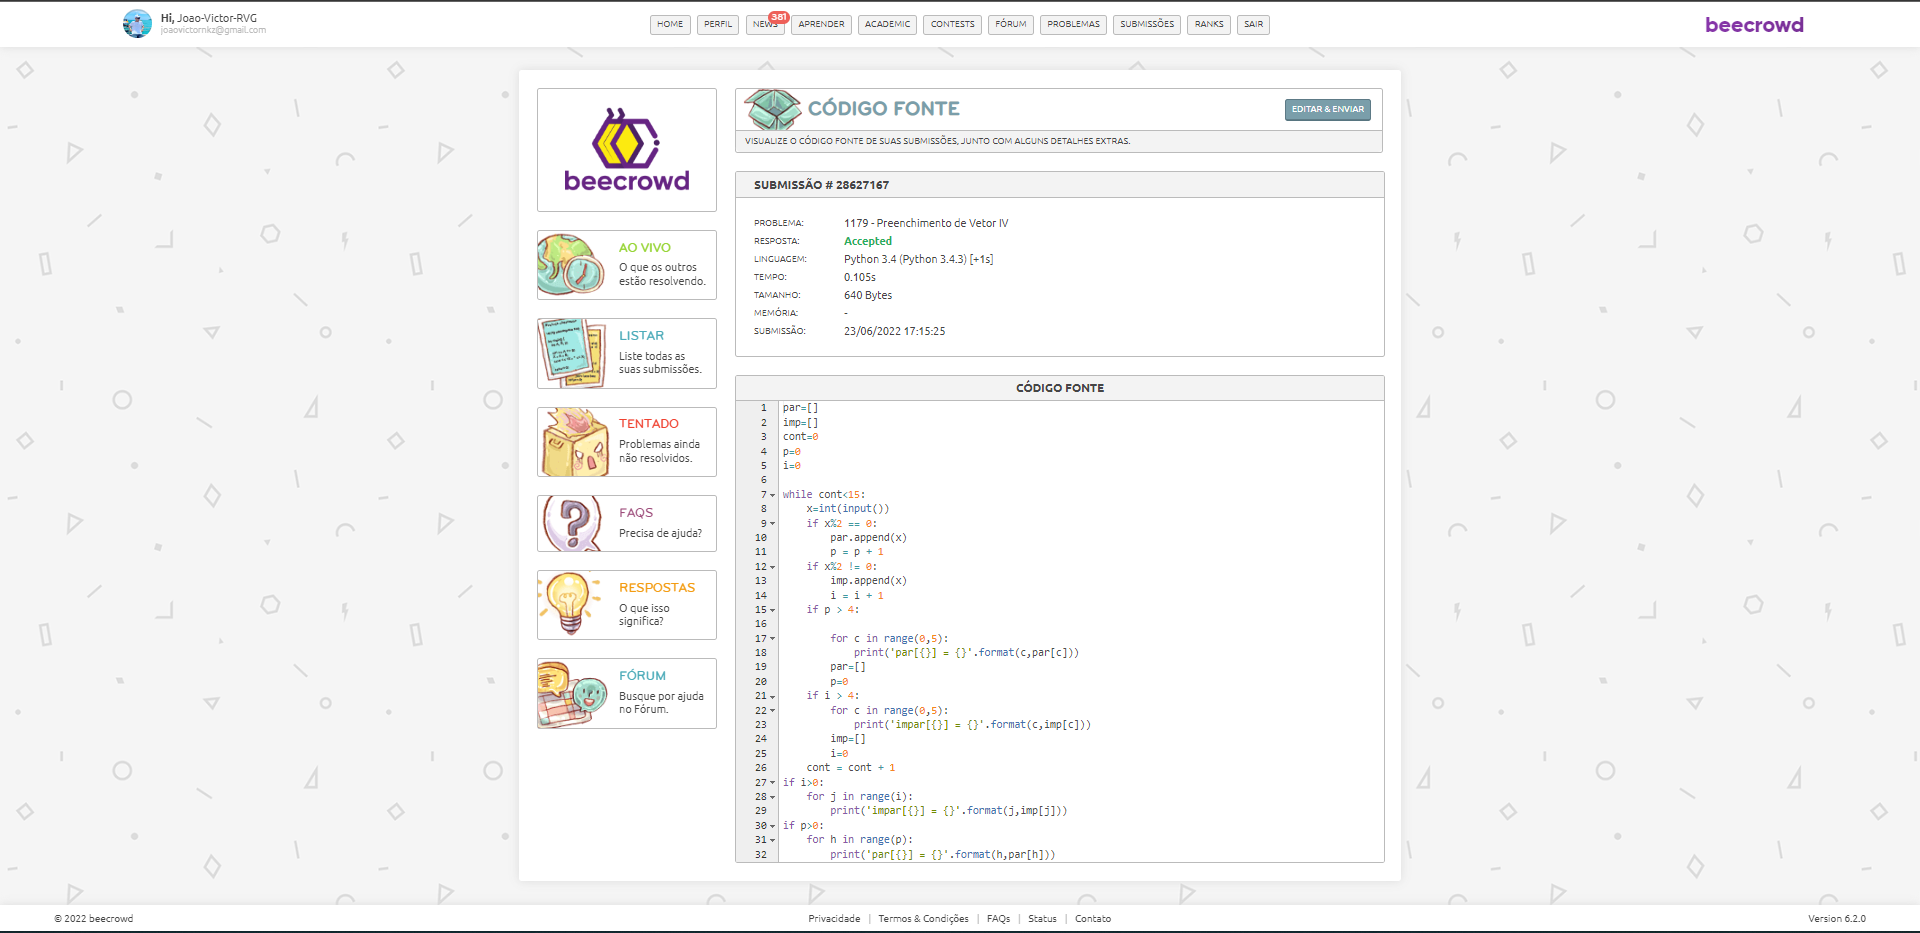 Hi, Joao-Victor-RVG
joaovictornkz@gmail.com
HOME
PERFIL
NEWS
381
APRENDER
ACADEMIC
CONTESTS
FÓRUM
PROBLEMAS
SUBMISSÕES
RANKS
SAIR
beecrowd
beecrowd
AO VIVO
O que os outros
estão resolvendo.
LISTAR
Liste todas as
suas submissões.
TENTADO
Problemas ainda
não resolvidos.
FAQS
Precisa de ajuda?
RESPOSTAS
O que isso
significa?
FÓRUM
Busque por ajuda
no Fórum.
CÓDIGO FONTE
EDITAR & ENVIAR
VISUALIZE O CÓDIGO FONTE DE SUAS SUBMISSÕES, JUNTO COM ALGUNS DETALHES EXTRAS.
SUBMISSÃO # 28627167
PROBLEMA: 1179 - Preenchimento de Vetor IV
RESPOSTA: Accepted
LINGUAGEM: Python 3.4 (Python 3.4.3) [+1s]
TEMPO: 0.105s
TAMANHO: 640 Bytes
MEMÓRIA: -
SUBMISSÃO: 23/06/2022 17:15:25
CÓDIGO FONTE
1 par=[]
2 imp=[]
3 cont=0
4 p=0
5 i=0
6
7 while cont<15:
8     x=int(input())
9     if x%2 == 0:
10         par.append(x)
11         p = p + 1
12     if x%2 != 0:
13         imp.append(x)
14         i = i + 1
15     if p > 4:
16
17         for c in range(0,5):
18             print('par[{}] = {}'.format(c,par[c]))
19         par=[]
20         p=0
21     if i > 4:
22         for c in range(0,5):
23             print('impar[{}] = {}'.format(c,imp[c]))
24         imp=[]
25         i=0
26     cont = cont + 1
27 if i>0:
28     for j in range(i):
29         print('impar[{}] = {}'.format(j,imp[j]))
30 if p>0:
31     for h in range(p):
32         print('par[{}] = {}'.format(h,par[h]))
© 2022 beecrowd
Privacidade | Termos & Condições | FAQs | Status | Contato
Version 6.2.0